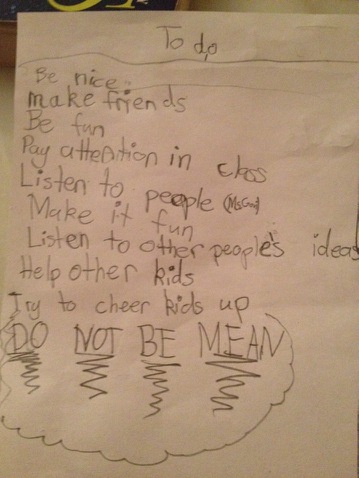 To do
Be nice.
make friends
Be fun
Pay attention in class
Listen to people
Make it fun
Listen to other people's ideas
Help other kids
Try to cheer kids up
DO NOT BE MEAN